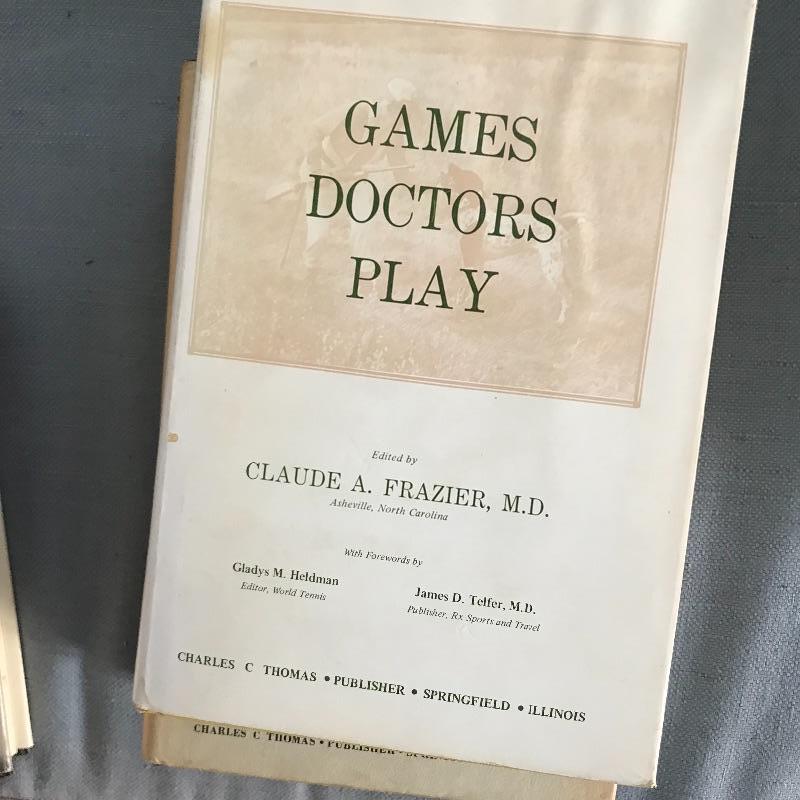 GAMES
DOCTORS
PLAY
Edited by
CLAUDE A. FRAZIER, M.D.
Asheville, North Carolina
With Forewords by
Gladys M. Heldman
Editor, World Tennis
James D. Telfer, M.D.
Publisher, Rx Sports and Travel
CHARLES C THOMAS • PUBLISHER • SPRINGFIELD • ILLINOIS
CHARLES C THOMAS • PUBLISHER •